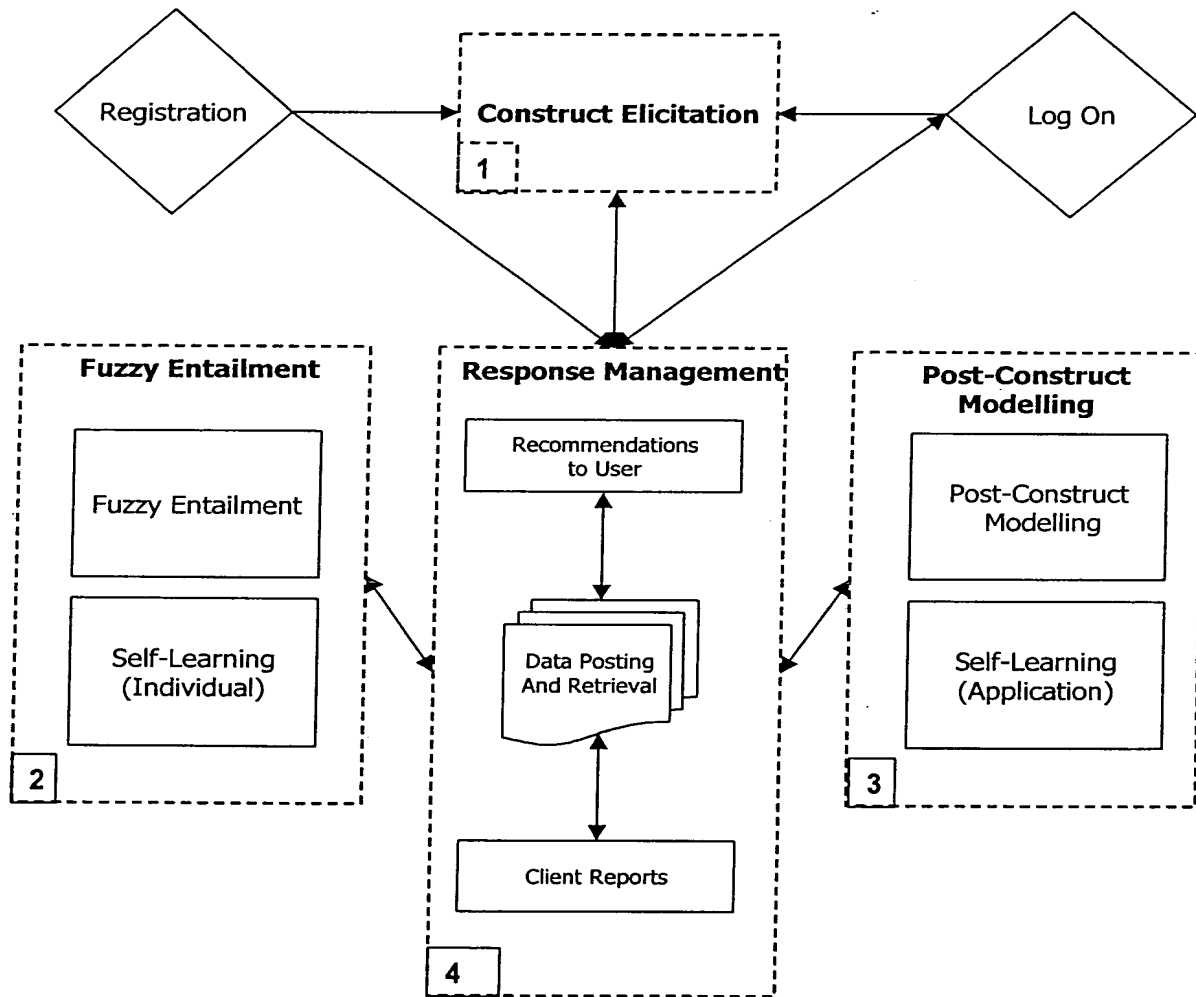 Registration
Construct Elicitation
1
Log On
Fuzzy Entailment
Fuzzy Entailment
Self-Learning
(Individual)
2
Response Management
Recommendations
to User
Data Posting
And Retrieval
Client Reports
4
Post-Construct
Modelling
Post-Construct
Modelling
Self-Learning
(Application)
3